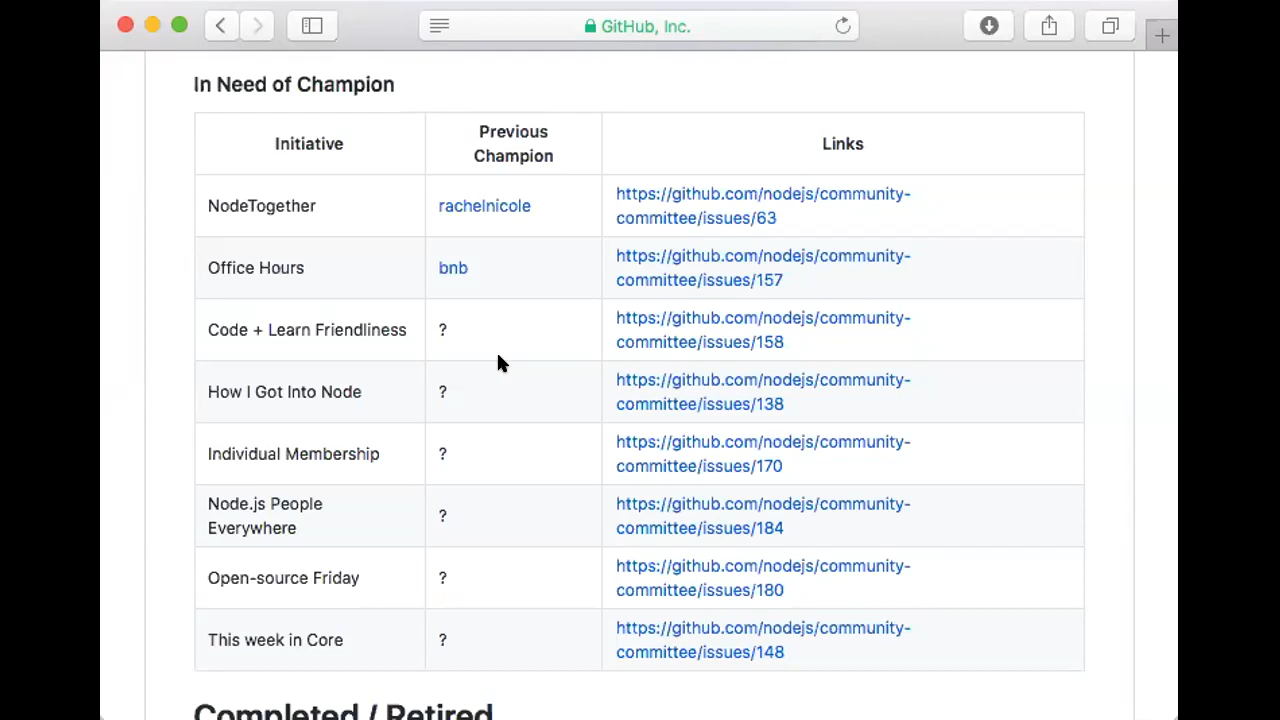 GitHub, Inc.
In Need of Champion
Initiative
Previous
Champion
Links
NodeTogether
rachelnicole
https://github.com/nodejs/community-
committee/issues/63
Office Hours
bnb
https://github.com/nodejs/community-
committee/issues/157
Code + Learn Friendliness
?
https://github.com/nodejs/community-
committee/issues/158
How I Got Into Node
?
https://github.com/nodejs/community-
committee/issues/138
Individual Membership
?
https://github.com/nodejs/community-
committee/issues/170
Node.js People
Everywhere
?
https://github.com/nodejs/community-
committee/issues/184
Open-source Friday
?
https://github.com/nodejs/community-
committee/issues/180
This week in Core
?
https://github.com/nodejs/community-
committee/issues/148
Completed / Retired